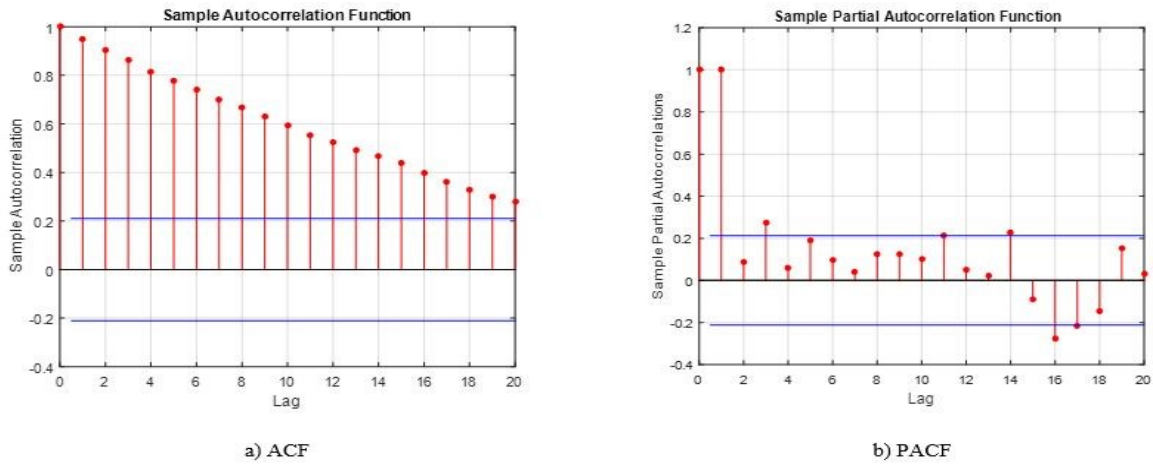 Sample Autocorrelation Function
Sample Autocorrelation
1
0.8
0.6
0.4
0.2
0
-0.2
-0.4
0 2 4 6 8 10 12 14 16 18 20
Lag
a) ACF
Sample Partial Autocorrelation Function
Sample Partial Autocorrelations
1.2
1
0.8
0.6
0.4
0.2
0
-0.2
-0.4
0 2 4 6 8 10 12 14 16 18 20
Lag
b) PACF